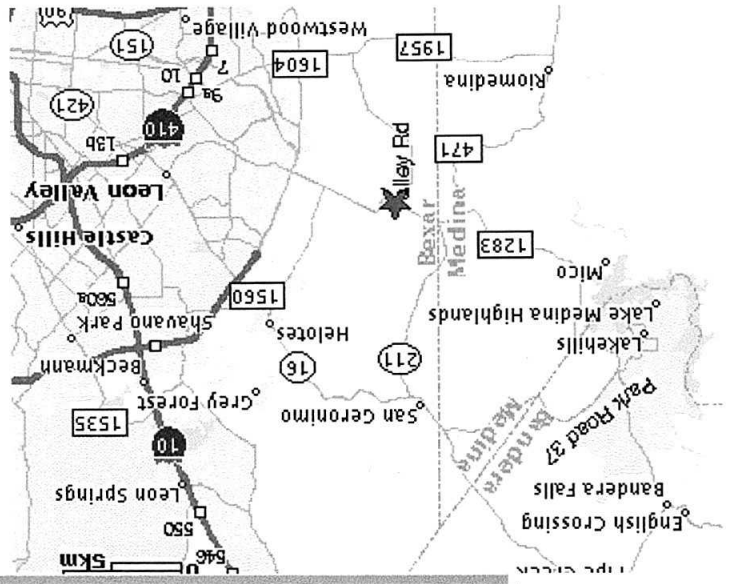 0 5km
546
English Crossing
550
Bandera Falls
Leon Springs
Bandera
Medina
10
Park Road 37
1535
San Geronimo
Grey Forest
Beckmann
16
211
Lakehills
Helotes
Shavano Park
Lake Medina Highlands
1560
560a
Mico
1283
Medina
Bexar
Castle Hills
Leon Valley
alley Rd
471
13b
410
421
9a
Riomedina
10
1604
7
1957
151
Westwood Village
90